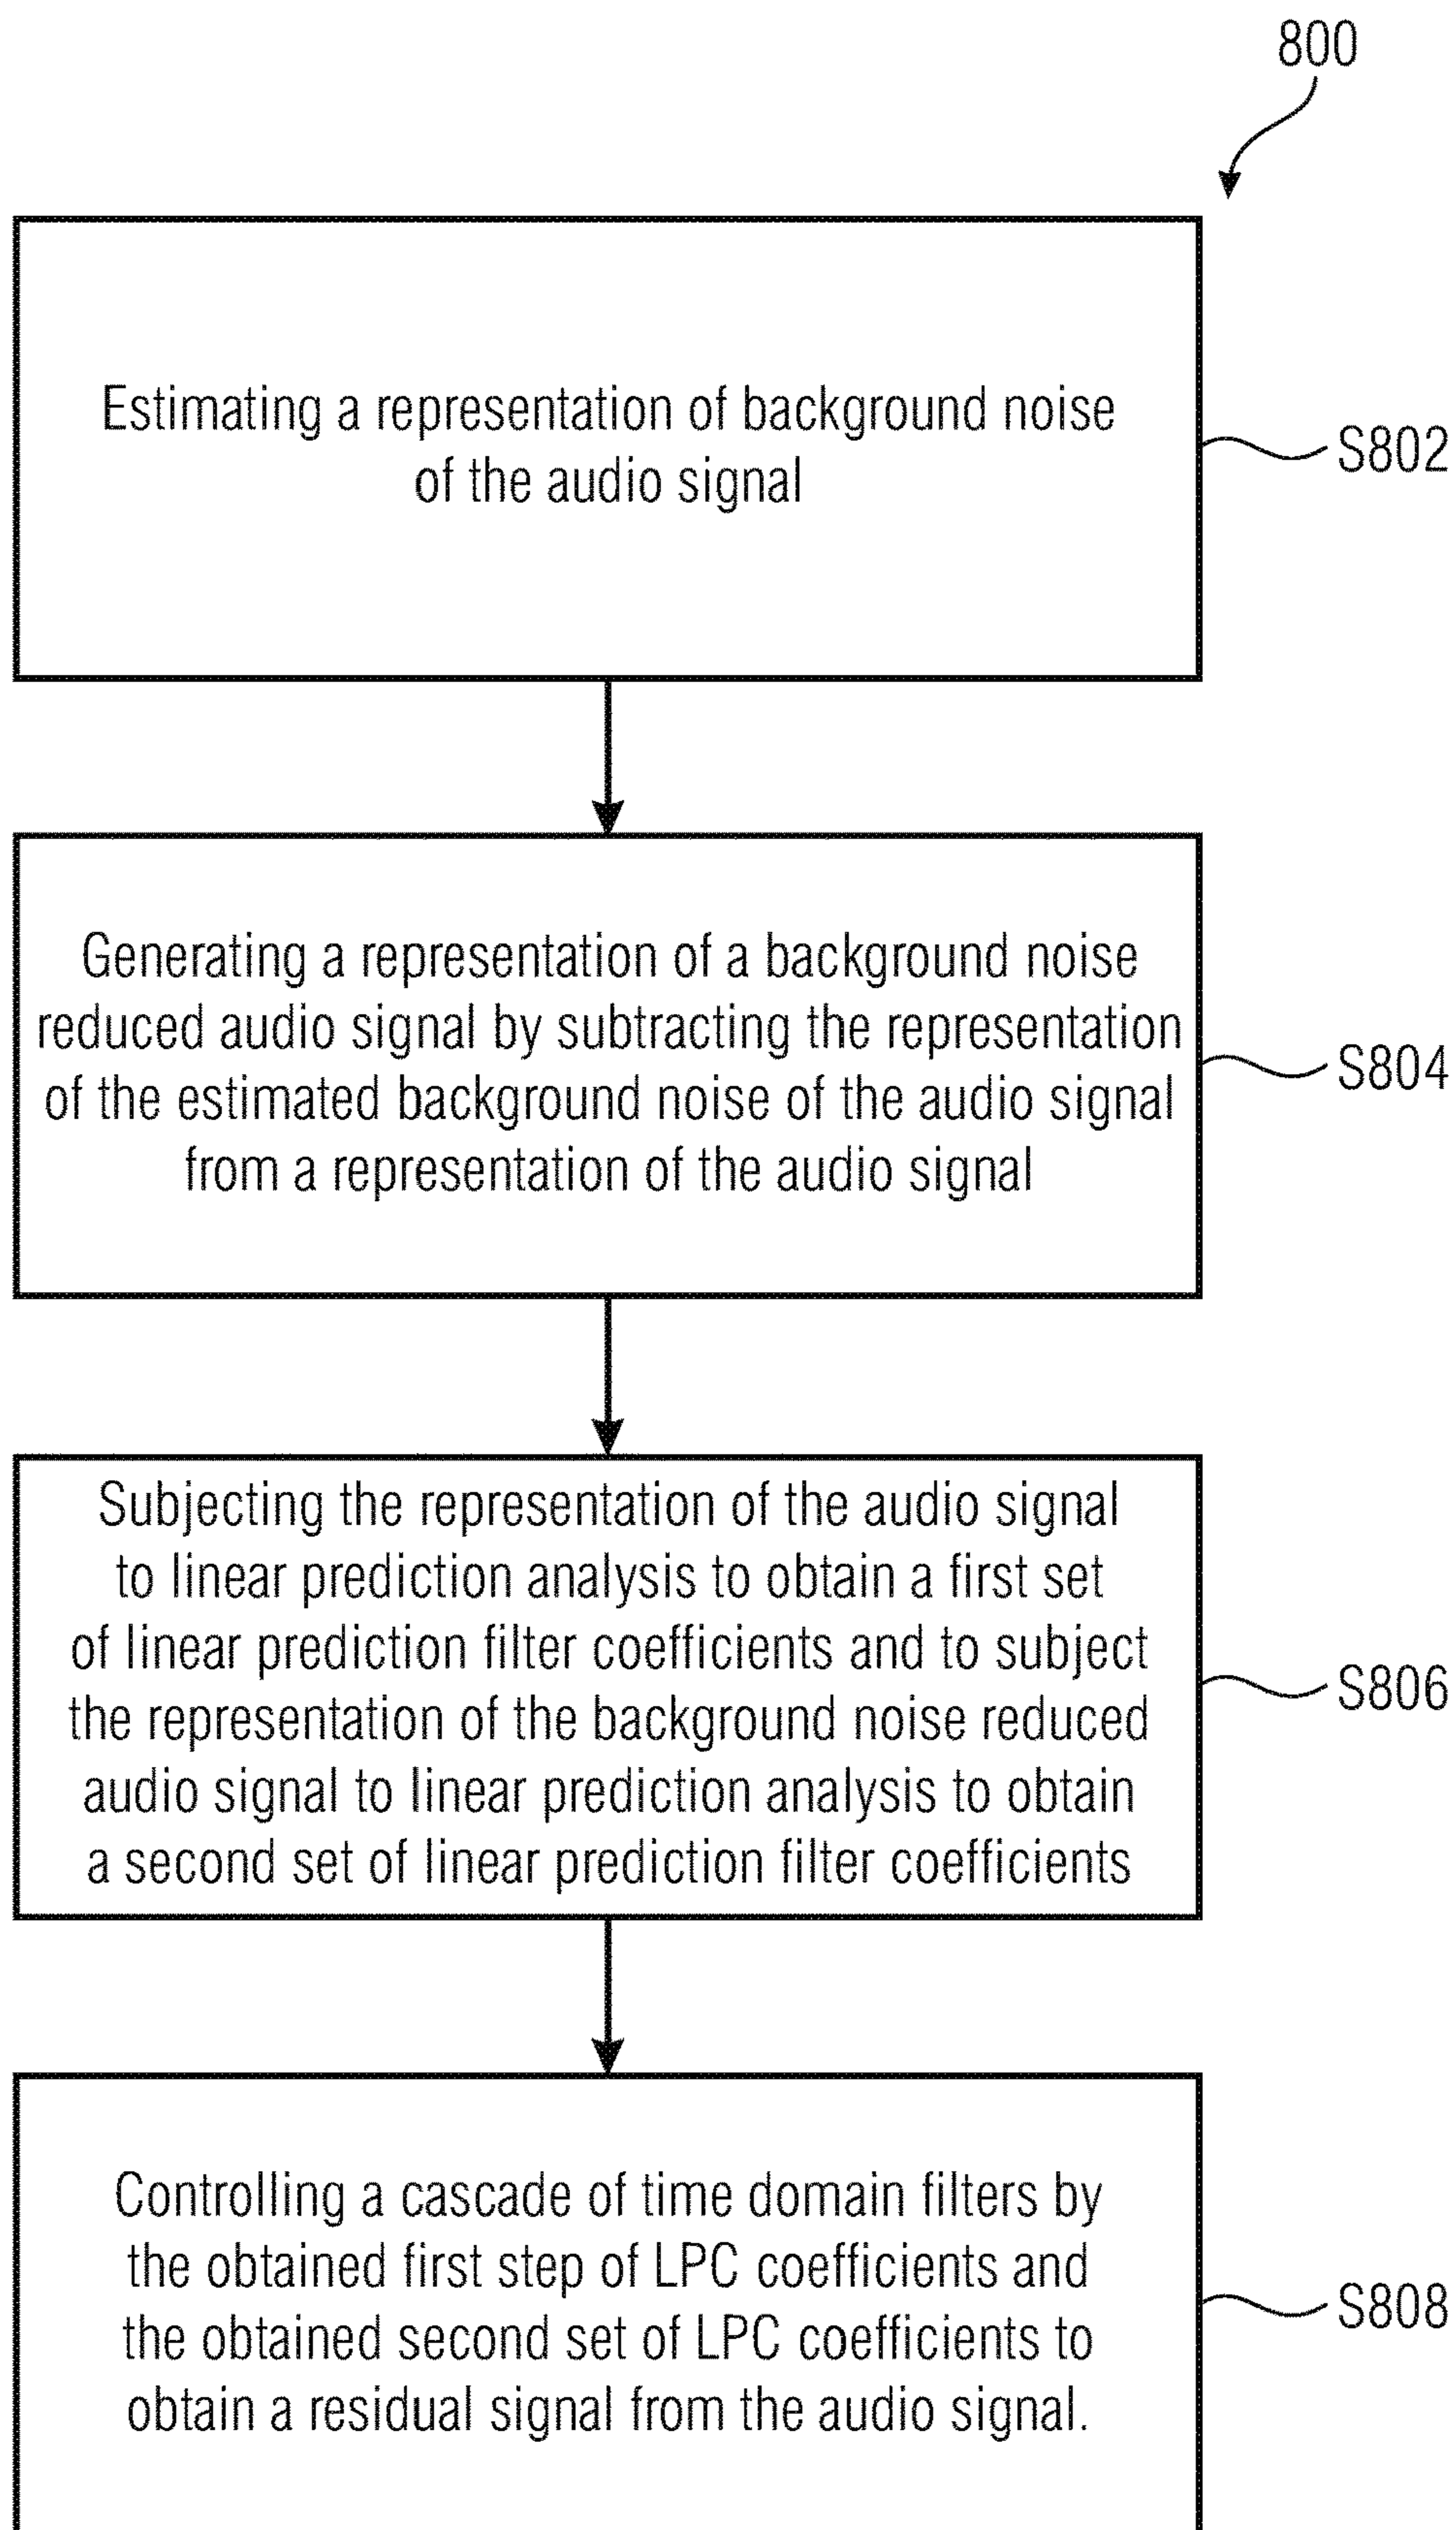 800
Estimating a representation of background noise
of the audio signal
S802
Generating a representation of a background noise
reduced audio signal by subtracting the representation
of the estimated background noise of the audio signal
from a representation of the audio signal
S804
Subjecting the representation of the audio signal
to linear prediction analysis to obtain a first set
of linear prediction filter coefficients and to subject
the representation of the background noise reduced
audio signal to linear prediction analysis to obtain
a second set of linear prediction filter coefficients
S806
Controlling a cascade of time domain filters by
the obtained first step of LPC coefficients and
the obtained second set of LPC coefficients to
obtain a residual signal from the audio signal.
S808